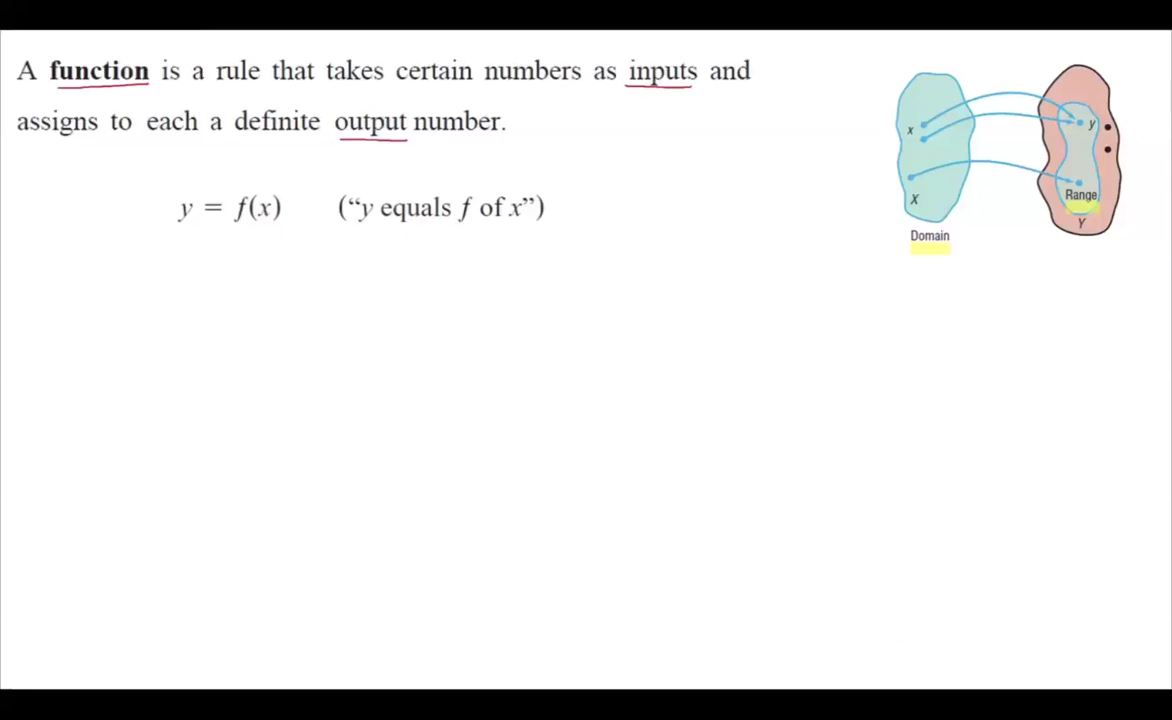 A function is a rule that takes certain numbers as inputs and
assigns to each a definite output number.
y = f(x) (“y equals f of x”)
x
X
Domain
y
Range
Y